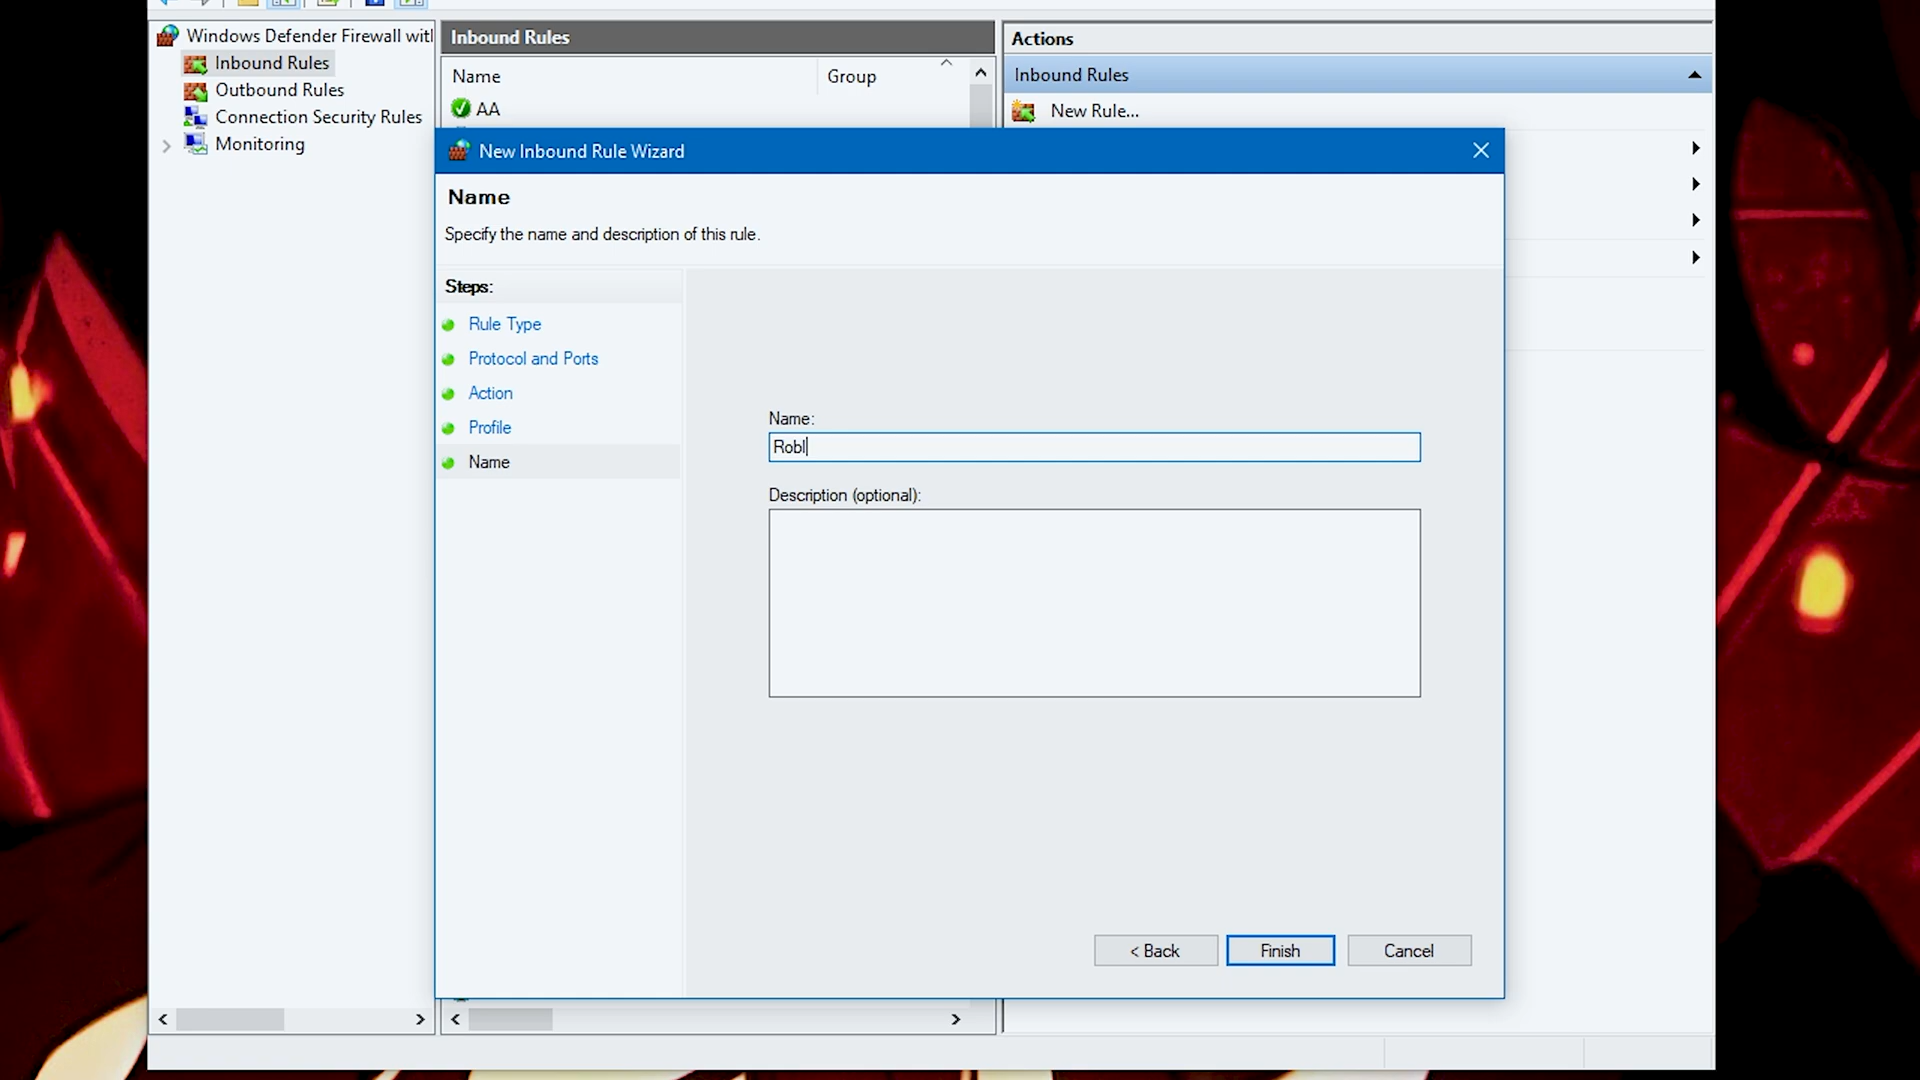 Windows Defender Firewall with
Inbound Rules
Outbound Rules
Connection Security Rules
Monitoring
Inbound Rules
Name
Group
AA
Actions
Inbound Rules
New Rule...
New Inbound Rule Wizard
Name
Specify the name and description of this rule.
Steps:
Rule Type
Protocol and Ports
Action
Profile
Name
Name:
Robl
Description (optional):
< Back
Finish
Cancel